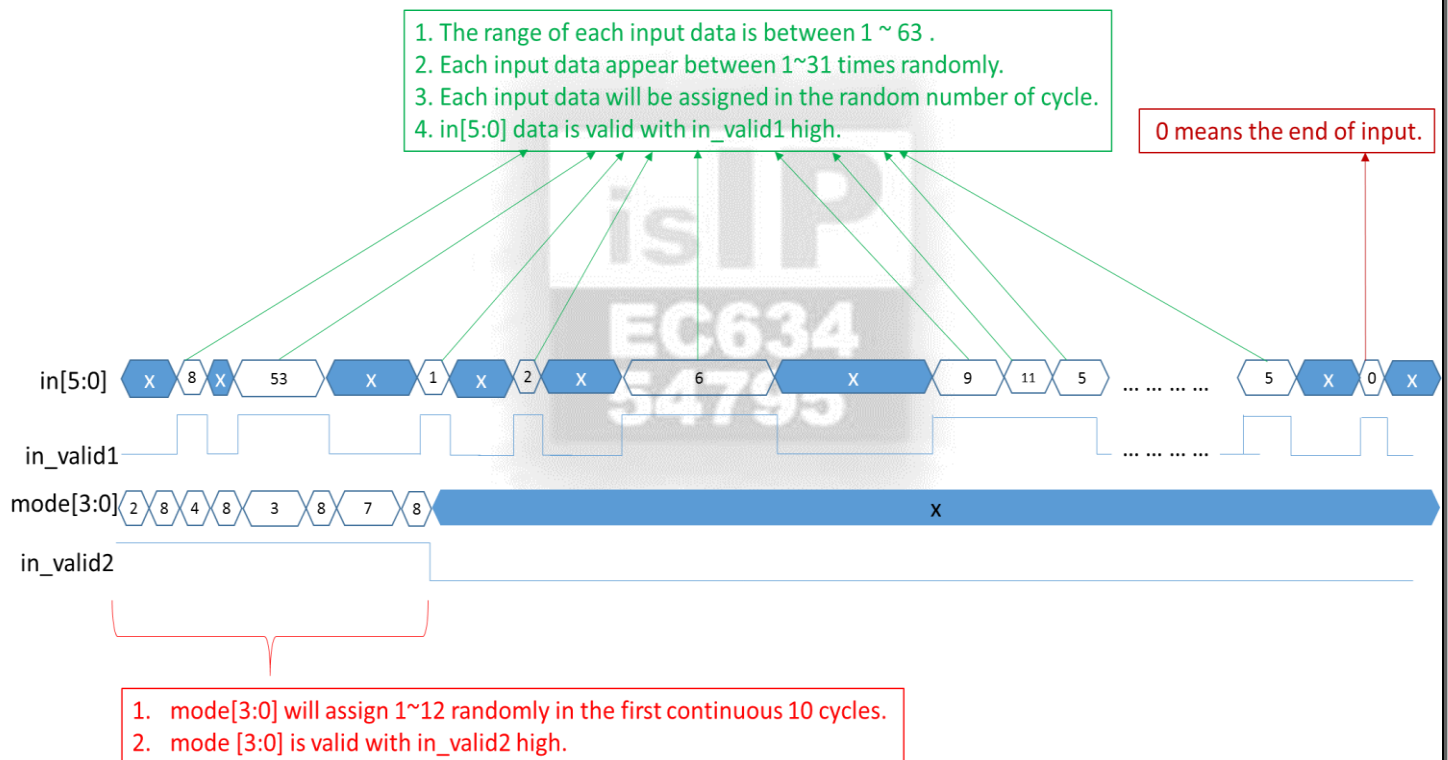 1. The range of each input data is between 1 ~ 63 .
2. Each input data appear between 1~31 times randomly.
3. Each input data will be assigned in the random number of cycle.
4. in[5:0] data is valid with in_valid1 high.
0 means the end of input.
isIP
EC634
54795
in[5:0] X 8 X 53 X 1 X 2 X 6 X 9 11 5 ... ... ... ... 5 X 0 X
in_valid1 ... ... ... ...
mode[3:0] 2 8 4 8 3 8 7 8 X
in_valid2
1. mode[3:0] will assign 1~12 randomly in the first continuous 10 cycles.
2. mode [3:0] is valid with in_valid2 high.